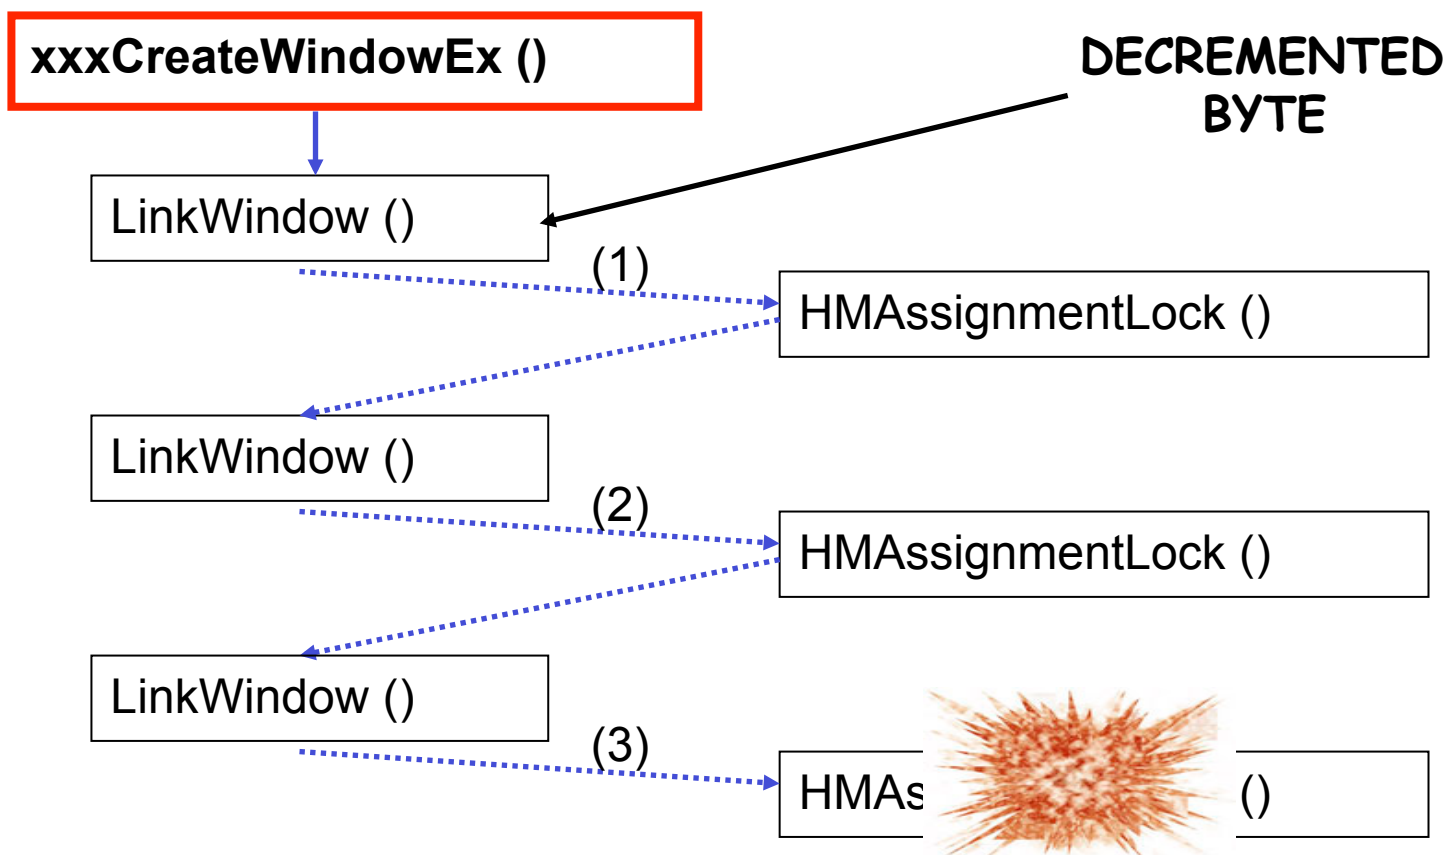 xxxCreateWindowEx ()
DECREMENTED
BYTE
LinkWindow ()
(1)
HMAssignmentLock ()
LinkWindow ()
(2)
HMAssignmentLock ()
LinkWindow ()
(3)
HMAs ()